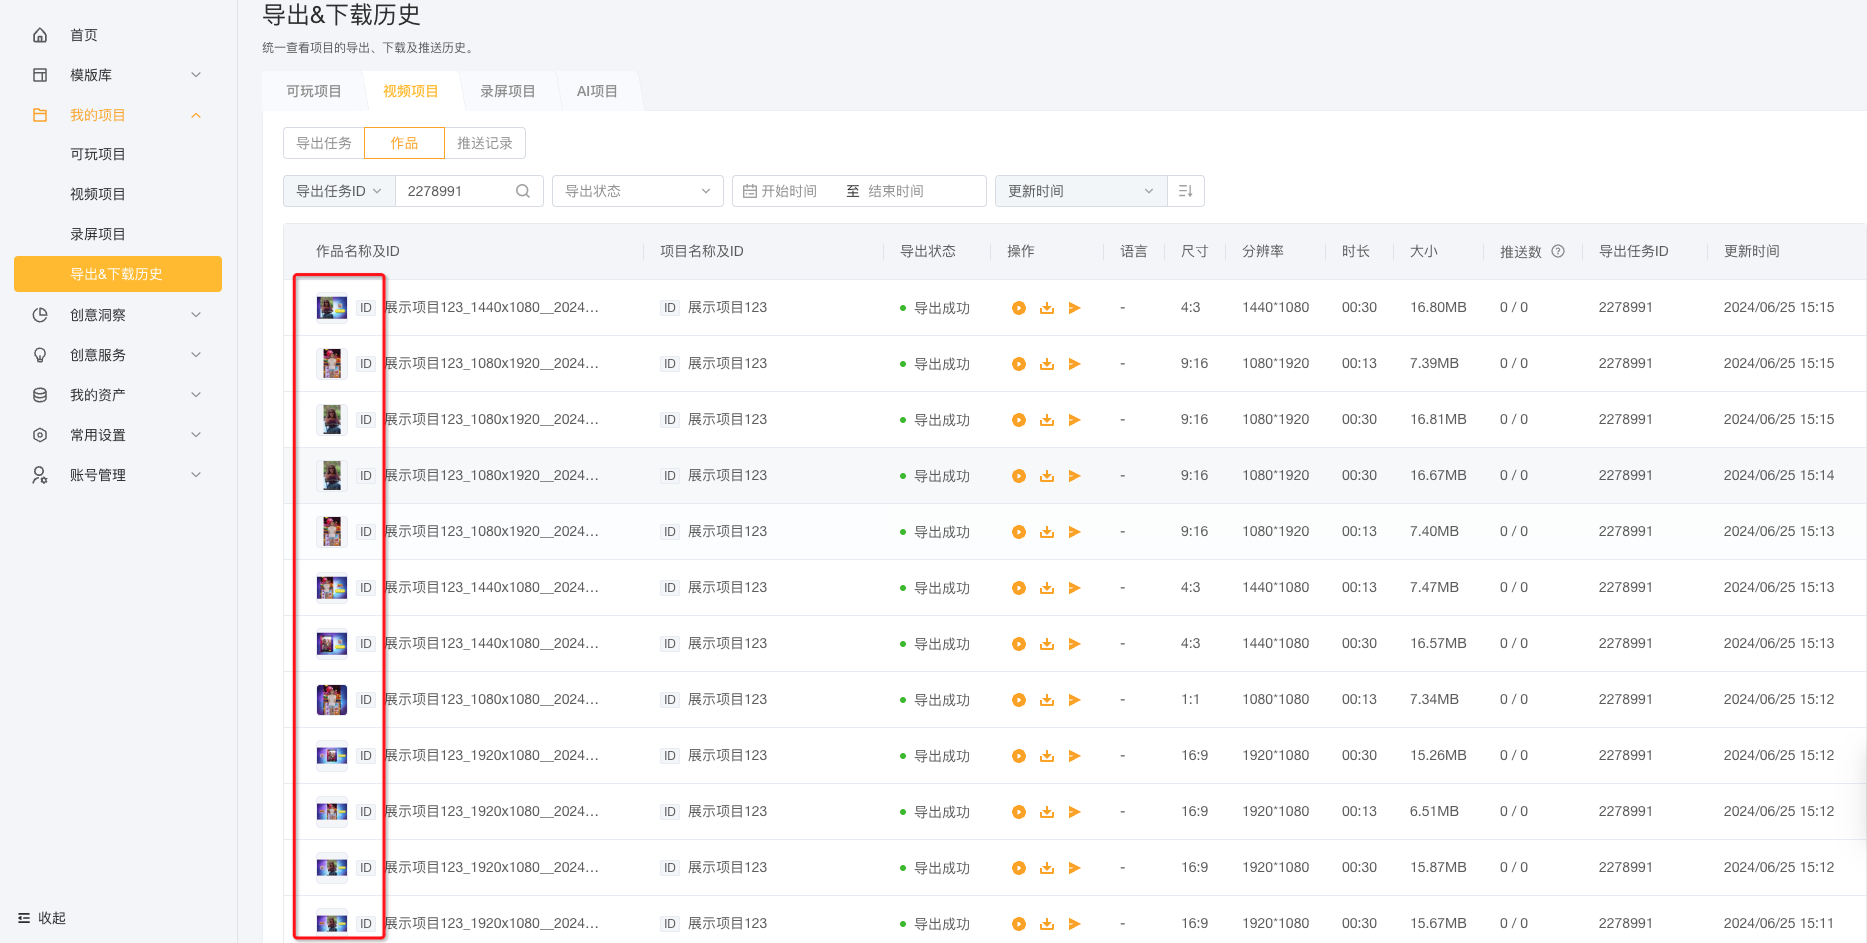 首页
模版库
我的项目
可玩项目
视频项目
录屏项目
导出&下载历史
创意洞察
创意服务
我的资产
常用设置
账号管理
收起
导出&下载历史
统一查看项目的导出、下载及推送历史。
可玩项目 视频项目 录屏项目 AI项目
导出任务 作品 推送记录
导出任务ID 2278991 导出状态 开始时间 至 结束时间 更新时间
作品名称及ID 项目名称及ID 导出状态 操作 语言 尺寸 分辨率 时长 大小 推送数 导出任务ID 更新时间
ID 展示项目123_1440x1080__2024... ID 展示项目123 导出成功 - 4:3 1440*1080 00:30 16.80MB 0 / 0 2278991 2024/06/25 15:15
ID 展示项目123_1080x1920__2024... ID 展示项目123 导出成功 - 9:16 1080*1920 00:13 7.39MB 0 / 0 2278991 2024/06/25 15:15
ID 展示项目123_1080x1920__2024... ID 展示项目123 导出成功 - 9:16 1080*1920 00:30 16.81MB 0 / 0 2278991 2024/06/25 15:15
ID 展示项目123_1080x1920__2024... ID 展示项目123 导出成功 - 9:16 1080*1920 00:30 16.67MB 0 / 0 2278991 2024/06/25 15:14
ID 展示项目123_1080x1920__2024... ID 展示项目123 导出成功 - 9:16 1080*1920 00:13 7.40MB 0 / 0 2278991 2024/06/25 15:13
ID 展示项目123_1440x1080__2024... ID 展示项目123 导出成功 - 4:3 1440*1080 00:13 7.47MB 0 / 0 2278991 2024/06/25 15:13
ID 展示项目123_1440x1080__2024... ID 展示项目123 导出成功 - 4:3 1440*1080 00:30 16.57MB 0 / 0 2278991 2024/06/25 15:13
ID 展示项目123_1080x1080__2024... ID 展示项目123 导出成功 - 1:1 1080*1080 00:13 7.34MB 0 / 0 2278991 2024/06/25 15:12
ID 展示项目123_1920x1080__2024... ID 展示项目123 导出成功 - 16:9 1920*1080 00:30 15.26MB 0 / 0 2278991 2024/06/25 15:12
ID 展示项目123_1920x1080__2024... ID 展示项目123 导出成功 - 16:9 1920*1080 00:13 6.51MB 0 / 0 2278991 2024/06/25 15:12
ID 展示项目123_1920x1080__2024... ID 展示项目123 导出成功 - 16:9 1920*1080 00:30 15.87MB 0 / 0 2278991 2024/06/25 15:12
ID 展示项目123_1920x1080__2024... ID 展示项目123 导出成功 - 16:9 1920*1080 00:30 15.67MB 0 / 0 2278991 2024/06/25 15:11